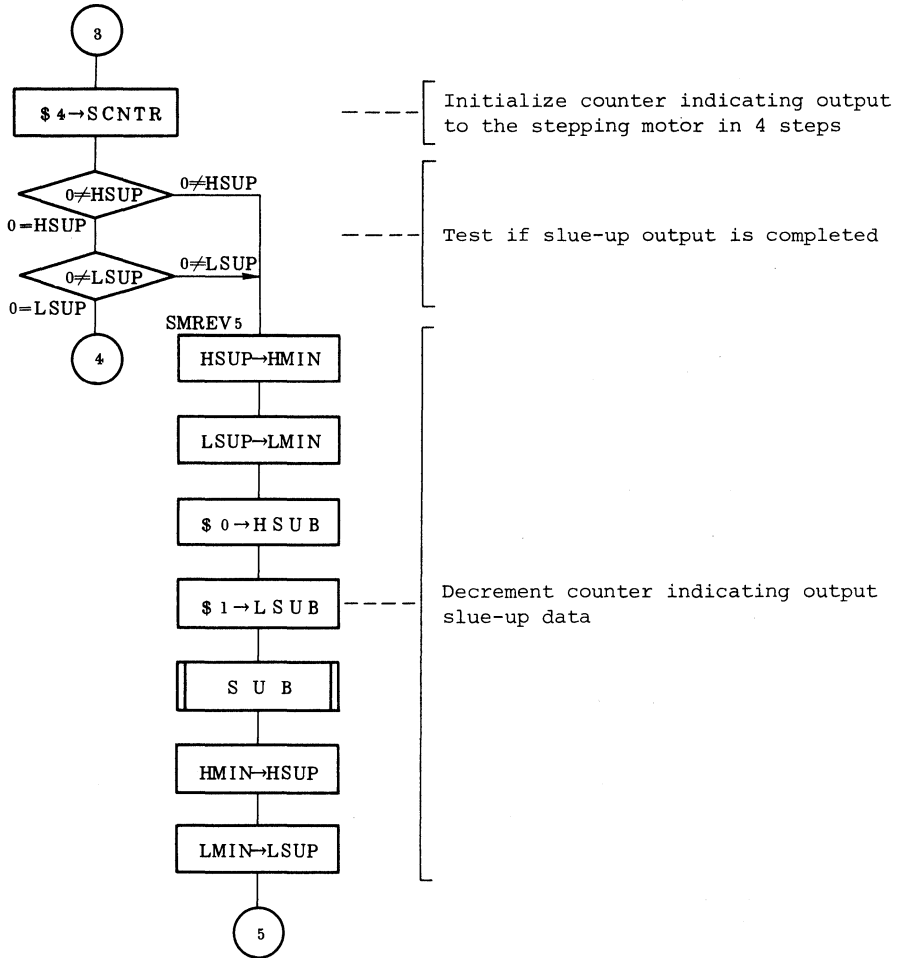 3
$ 4→SCNTR
Initialize counter indicating output
to the stepping motor in 4 steps
0≠HSUP
0≠HSUP
0=HSUP
Test if slue-up output is completed
0≠LSUP
0≠LSUP
0=LSUP
4
SMREV5
HSUP→HMIN
LSUP→LMIN
$ 0→HSUB
$ 1→LSUB
Decrement counter indicating output
slue-up data
SUB
HMIN→HSUP
LMIN→LSUP
5